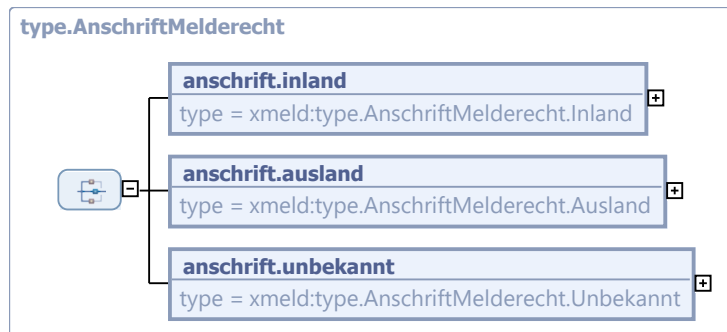 type.AnschriftMelderecht
anschrift.inland
type = xmeld:type.AnschriftMelderecht.Inland
anschrift.ausland
type = xmeld:type.AnschriftMelderecht.Ausland
anschrift.unbekannt
type = xmeld:type.AnschriftMelderecht.Unbekannt